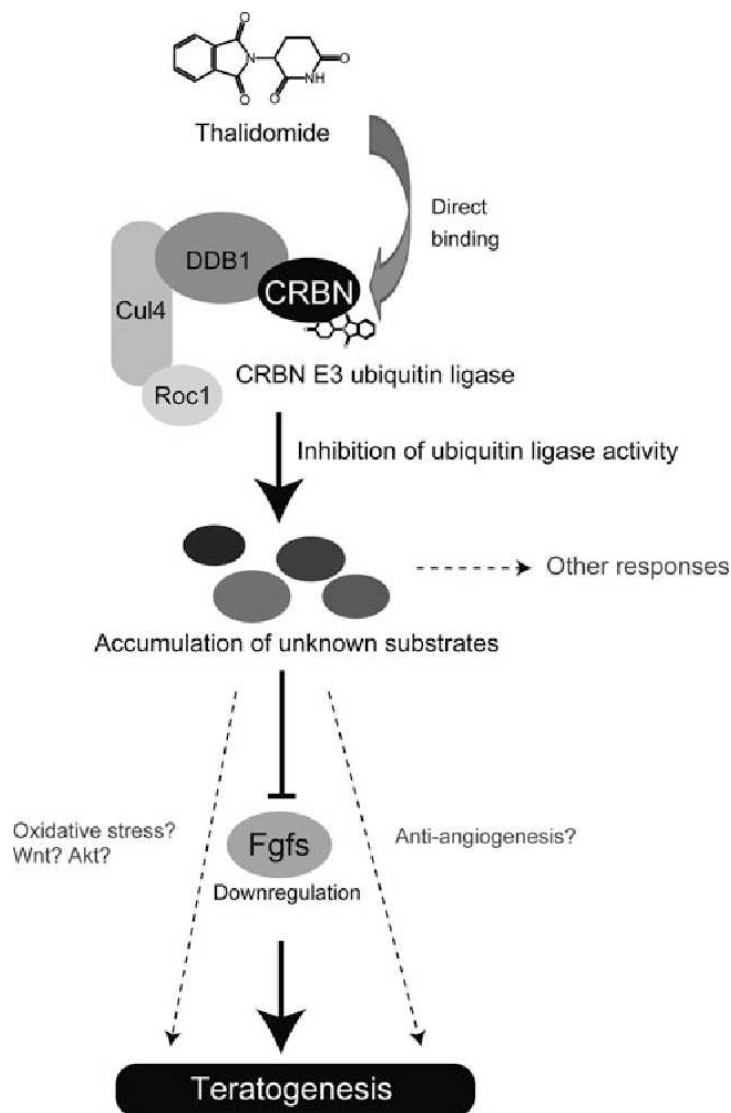 O
O
N
O
NH
O
Thalidomide
Direct
binding
DDB1
CRBN
Cul4
Roc1
CRBN E3 ubiquitin ligase
Inhibition of ubiquitin ligase activity
Other responses
Accumulation of unknown substrates
Oxidative stress?
Wnt? Akt?
Fgfs
Anti-angiogenesis?
Downregulation
Teratogenesis